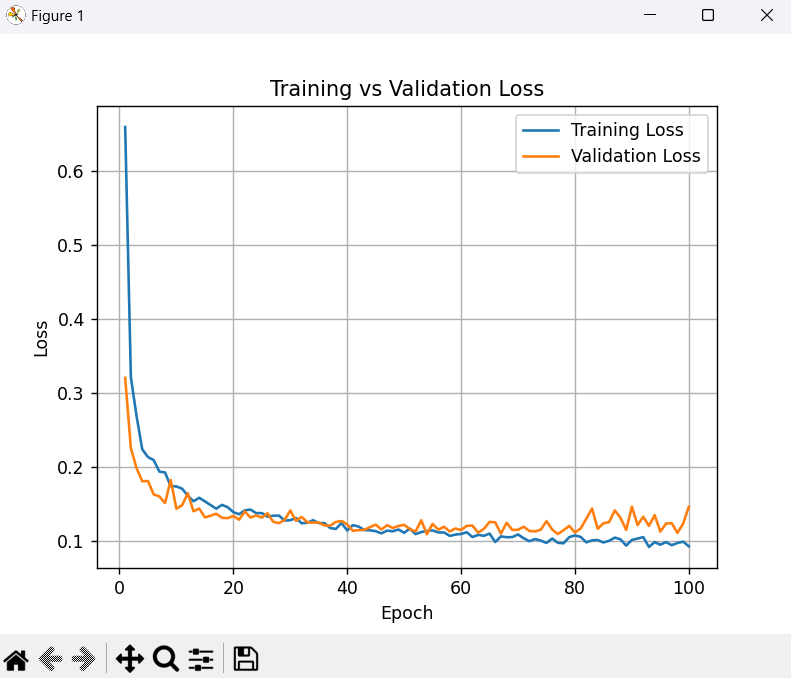 Figure 1
Training vs Validation Loss
Training Loss
Validation Loss
0.6
0.5
0.4
0.3
0.2
0.1
Loss
0 20 40 60 80 100
Epoch